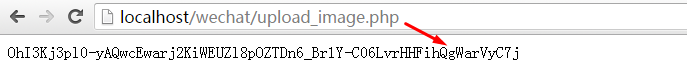 localhost/wechat/upload_image.php
OhI3Kj3pl0-yAQwcEwarj2KiWEUZl8pOZTDn6_Br1Y-C06LvrHHFihQgWarVyC7j